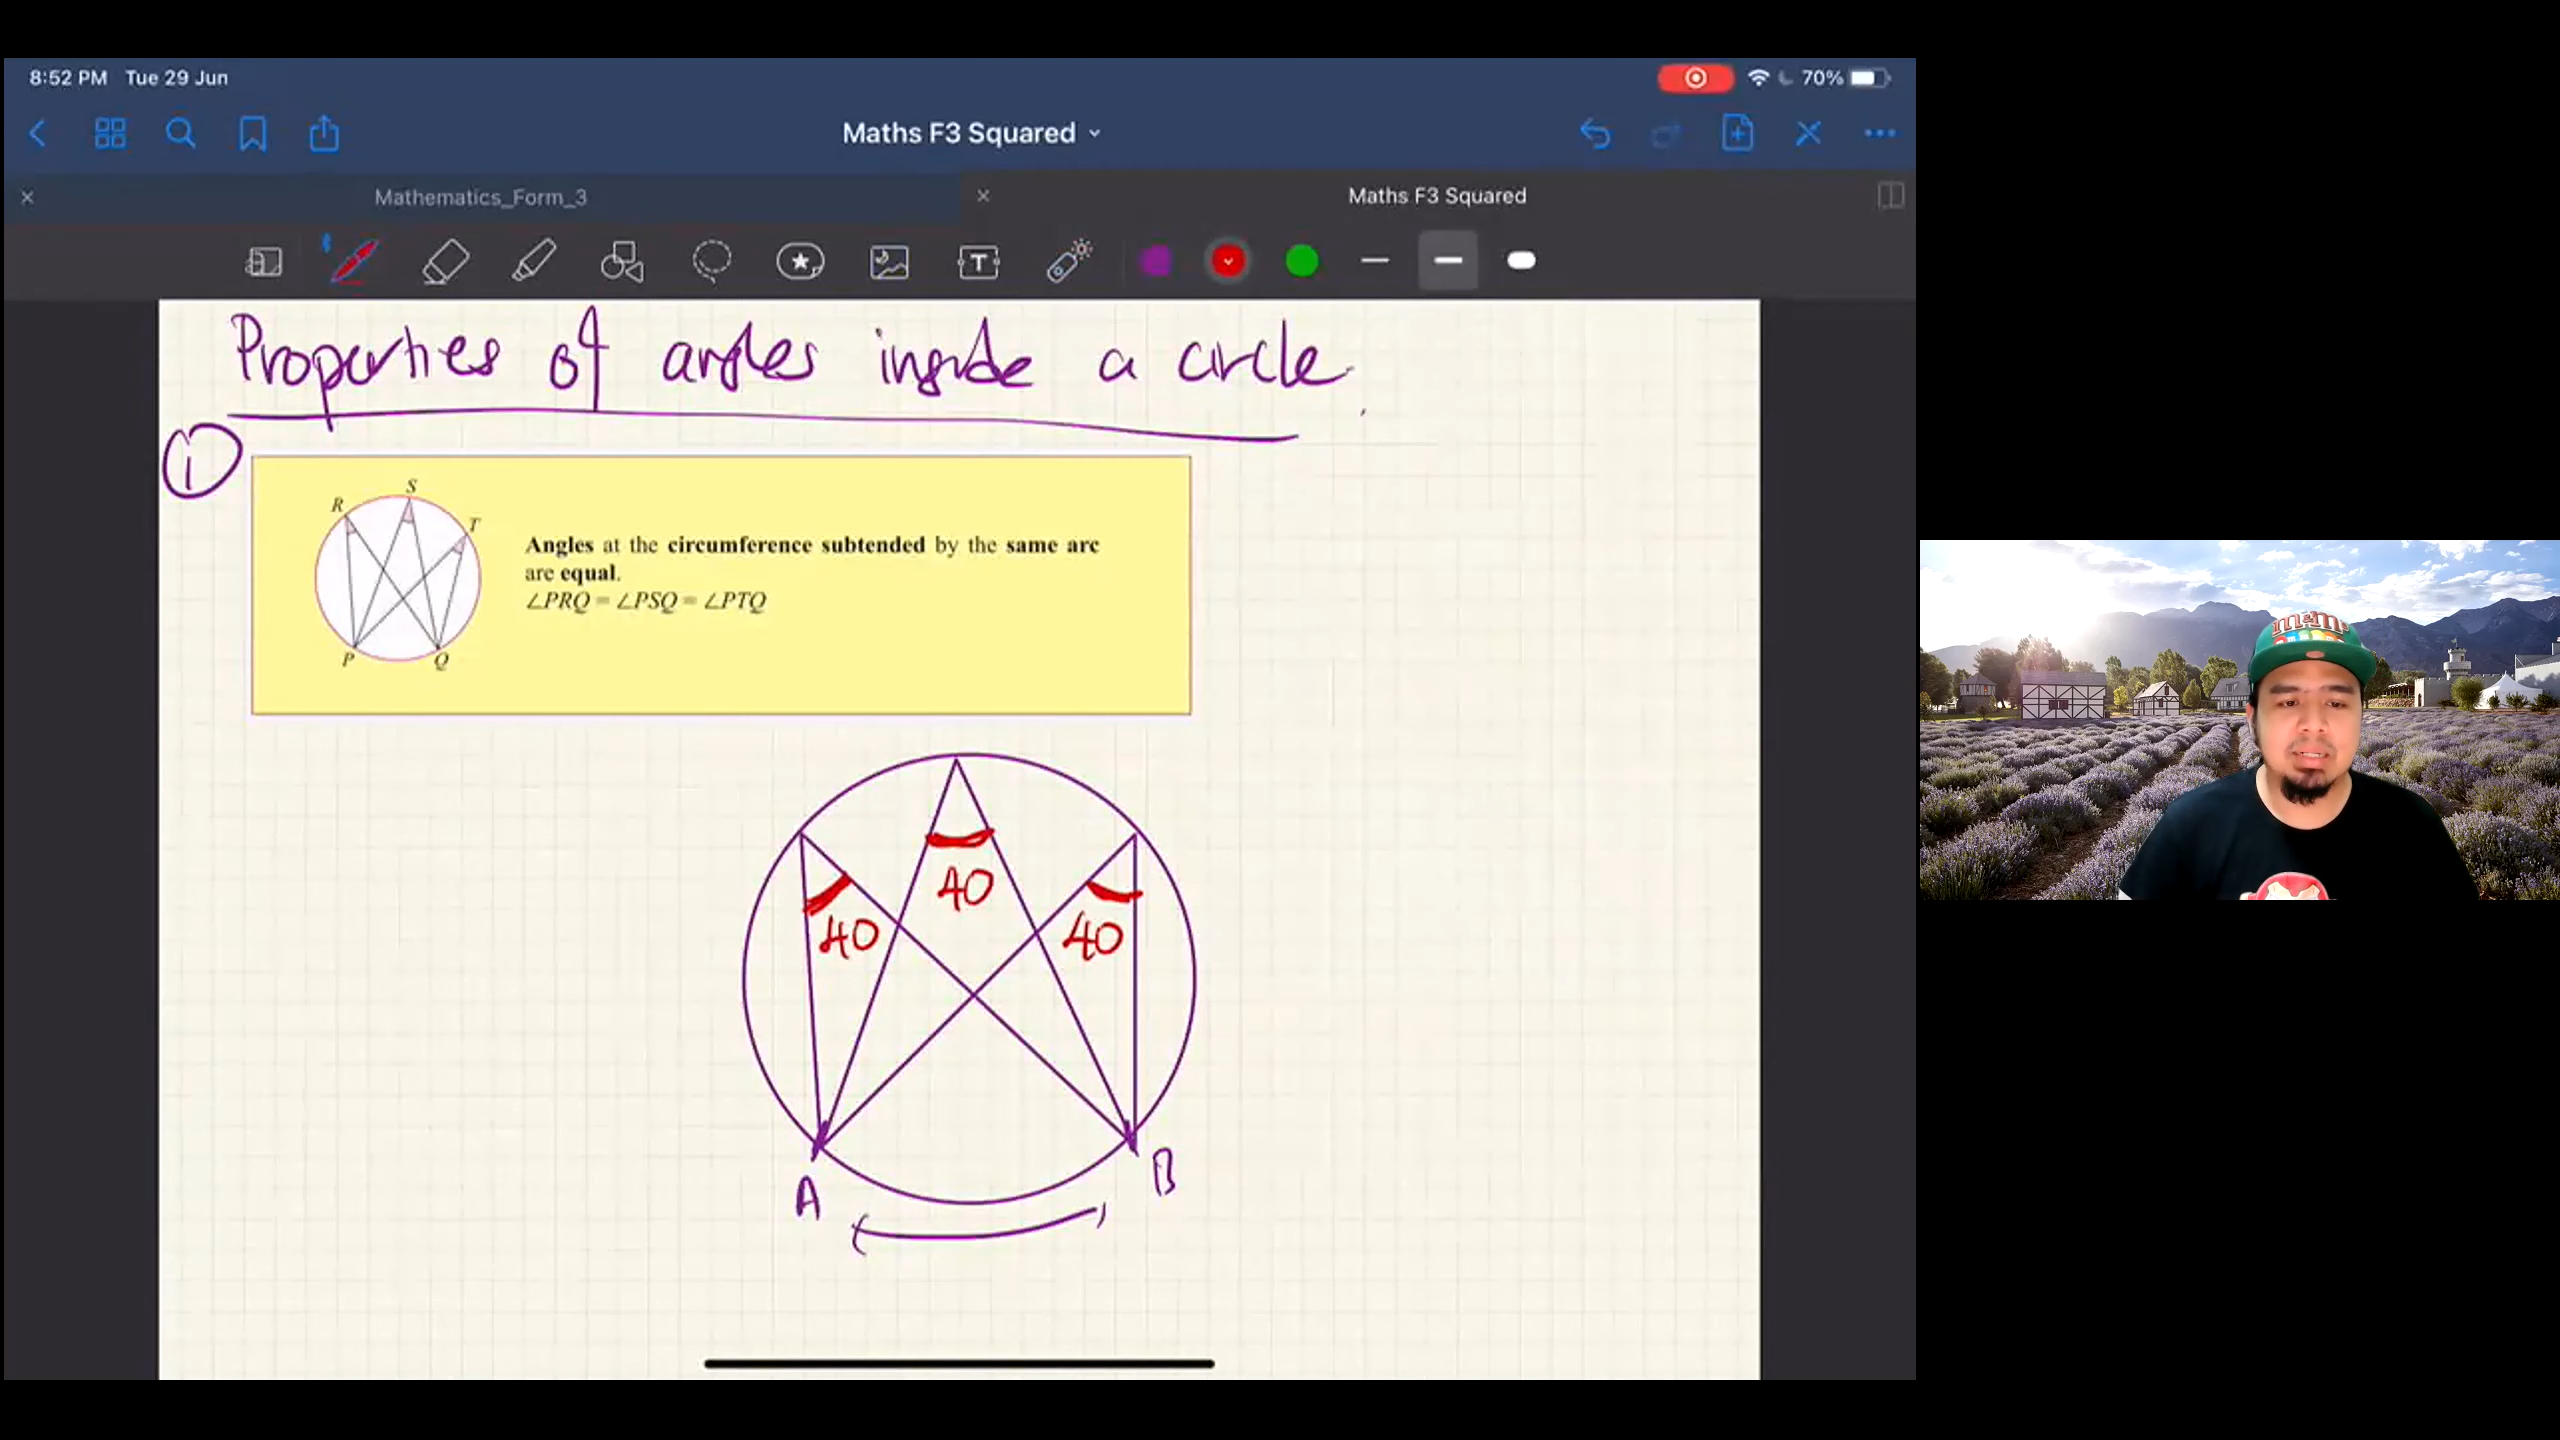 8:52 PM Tue 29 Jun
70%
Maths F3 Squared
Mathematics_Form_3
Maths F3 Squared
T
Properties of angles inside a circle.
1
S
R
T
Angles at the circumference subtended by the same arc
are equal.
∠PRQ = ∠PSQ = ∠PTQ
P Q
40
40 40
A B
m&m's